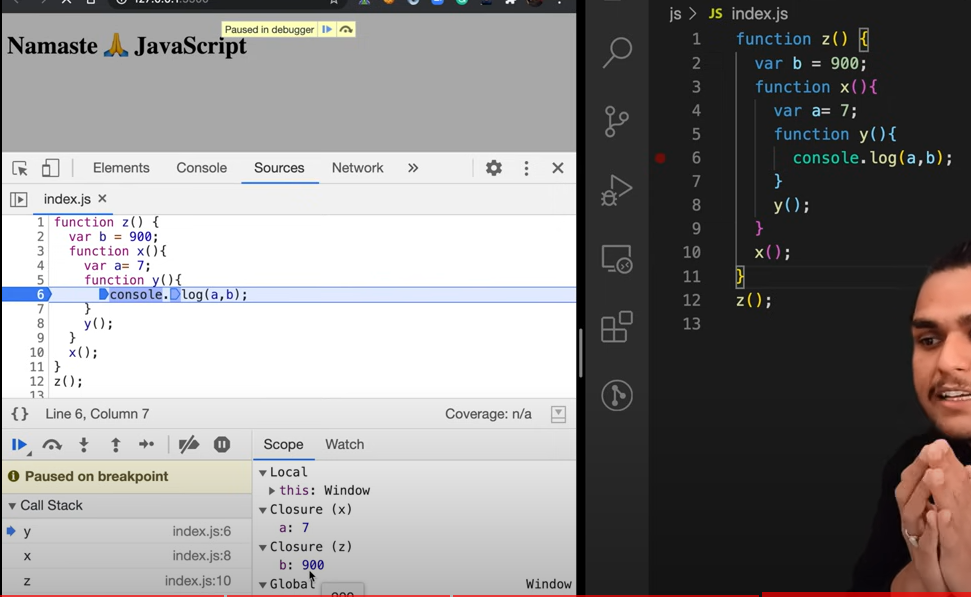 Paused in debugger
Namaste 🙏 JavaScript
Elements Console Sources Network »
index.js ×
1 function z() {
2 var b = 900;
3 function x(){
4 var a= 7;
5 function y(){
6 console.log(a,b);
7 }
8 y();
9 }
10 x();
11 }
12 z();
13
{} Line 6, Column 7 Coverage: n/a
Scope Watch
Paused on breakpoint
Call Stack
y index.js:6
x index.js:8
z index.js:10
Local
this: Window
Closure (x)
a: 7
Closure (z)
b: 900
Global Window
js > JS index.js
1 function z() {
2 var b = 900;
3 function x(){
4 var a= 7;
5 function y(){
6 console.log(a,b);
7 }
8 y();
9 }
10 x();
11 }
12 z();
13